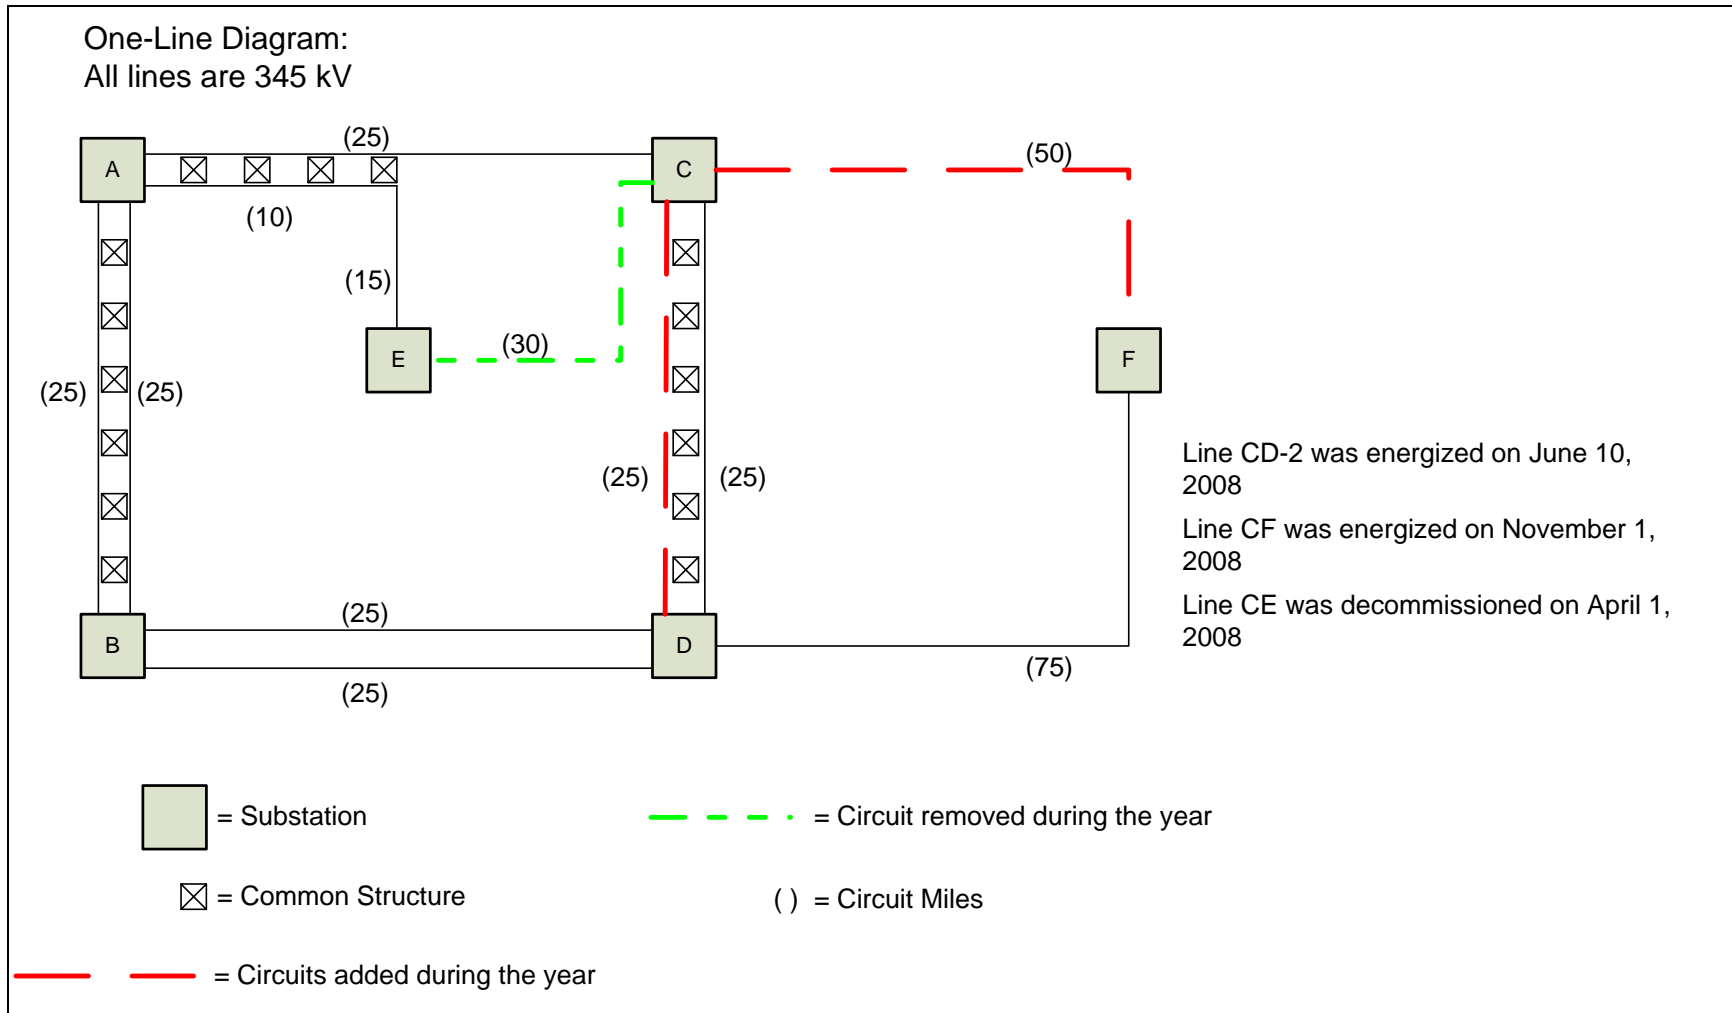 One-Line Diagram:
All lines are 345 kV
(25)
A
C
(50)
(10)
(15)
(30)
E
F
(25)
(25)
Line CD-2 was energized on June 10,
2008
(25)
(25)
Line CF was energized on November 1,
2008
Line CE was decommissioned on April 1,
2008
(25)
B
D
(75)
(25)
= Substation
= Circuit removed during the year
= Common Structure
( ) = Circuit Miles
= Circuits added during the year